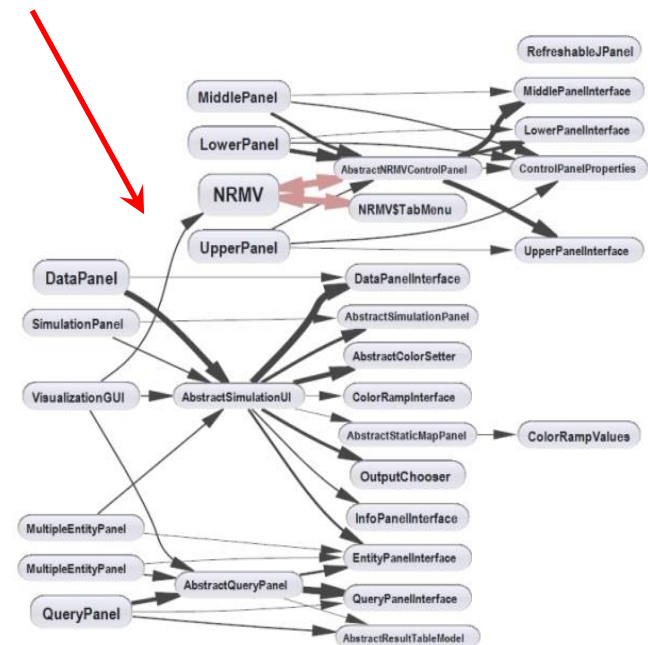 RefreshableJPanel
MiddlePanel
MiddlePanelInterface
LowerPanel
LowerPanelInterface
AbstractNRMVControlPanel
ControlPanelProperties
NRMV
NRMV$TabMenu
UpperPanel
UpperPanelInterface
DataPanel
DataPanelInterface
SimulationPanel
AbstractSimulationPanel
AbstractColorSetter
VisualizationGUI
AbstractSimulationUI
ColorRampInterface
AbstractStaticMapPanel
ColorRampValues
OutputChooser
InfoPanelInterface
MultipleEntityPanel
EntityPanelInterface
MultipleEntityPanel
AbstractQueryPanel
QueryPanelInterface
QueryPanel
AbstractResultTableModel